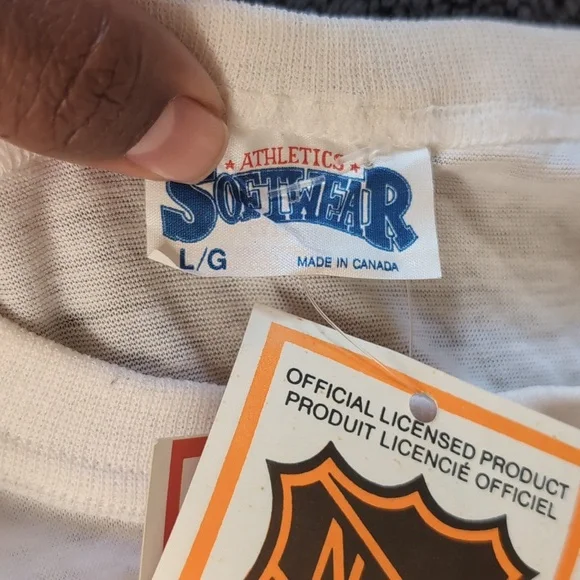 ATHLETICS
SOFTWEAR
L/G MADE IN CANADA
OFFICIAL LICENSED PRODUCT
PRODUIT LICENCIÉ OFFICIEL
N